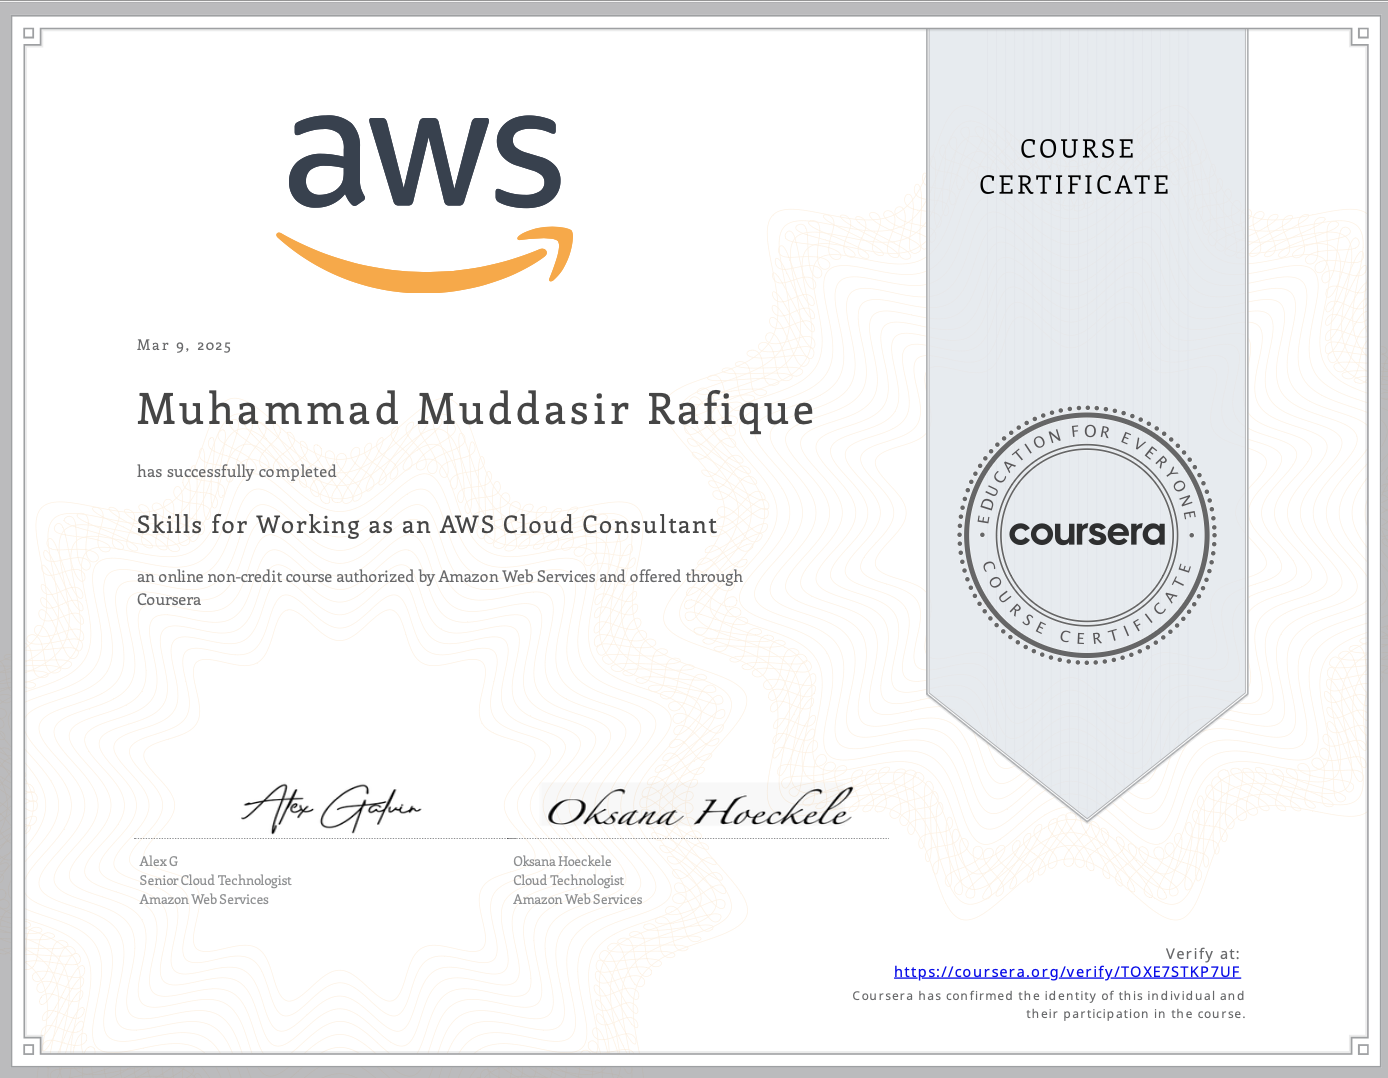 aws
COURSE
CERTIFICATE
Mar 9, 2025
Muhammad Muddasir Rafique
has successfully completed
Skills for Working as an AWS Cloud Consultant
an online non-credit course authorized by Amazon Web Services and offered through
Coursera
EDUCATION FOR EVERYONE
coursera
COURSE CERTIFICATE
Alex Galvin
Oksana Hoeckele
Alex G
Senior Cloud Technologist
Amazon Web Services
Oksana Hoeckele
Cloud Technologist
Amazon Web Services
Verify at:
https://coursera.org/verify/TOXE7STKP7UF
Coursera has confirmed the identity of this individual and
their participation in the course.